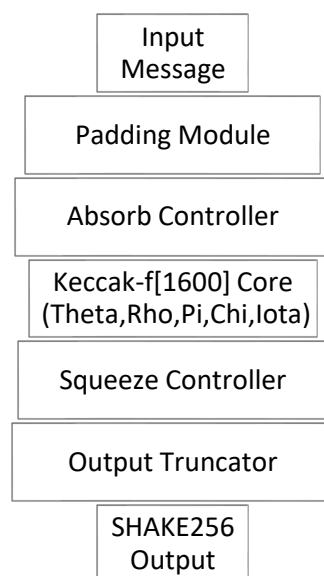 Input
Message
Padding Module
Absorb Controller
Keccak-f[1600] Core
(Theta,Rho,Pi,Chi,Iota)
Squeeze Controller
Output Truncator
SHAKE256
Output